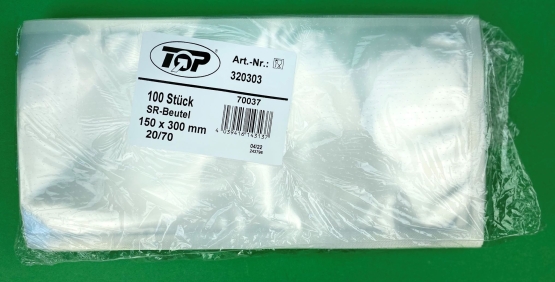 TOP
Art.-Nr.:
320303
100 Stück
SR-Beutel
150 x 300 mm
20/70
70037
04/22